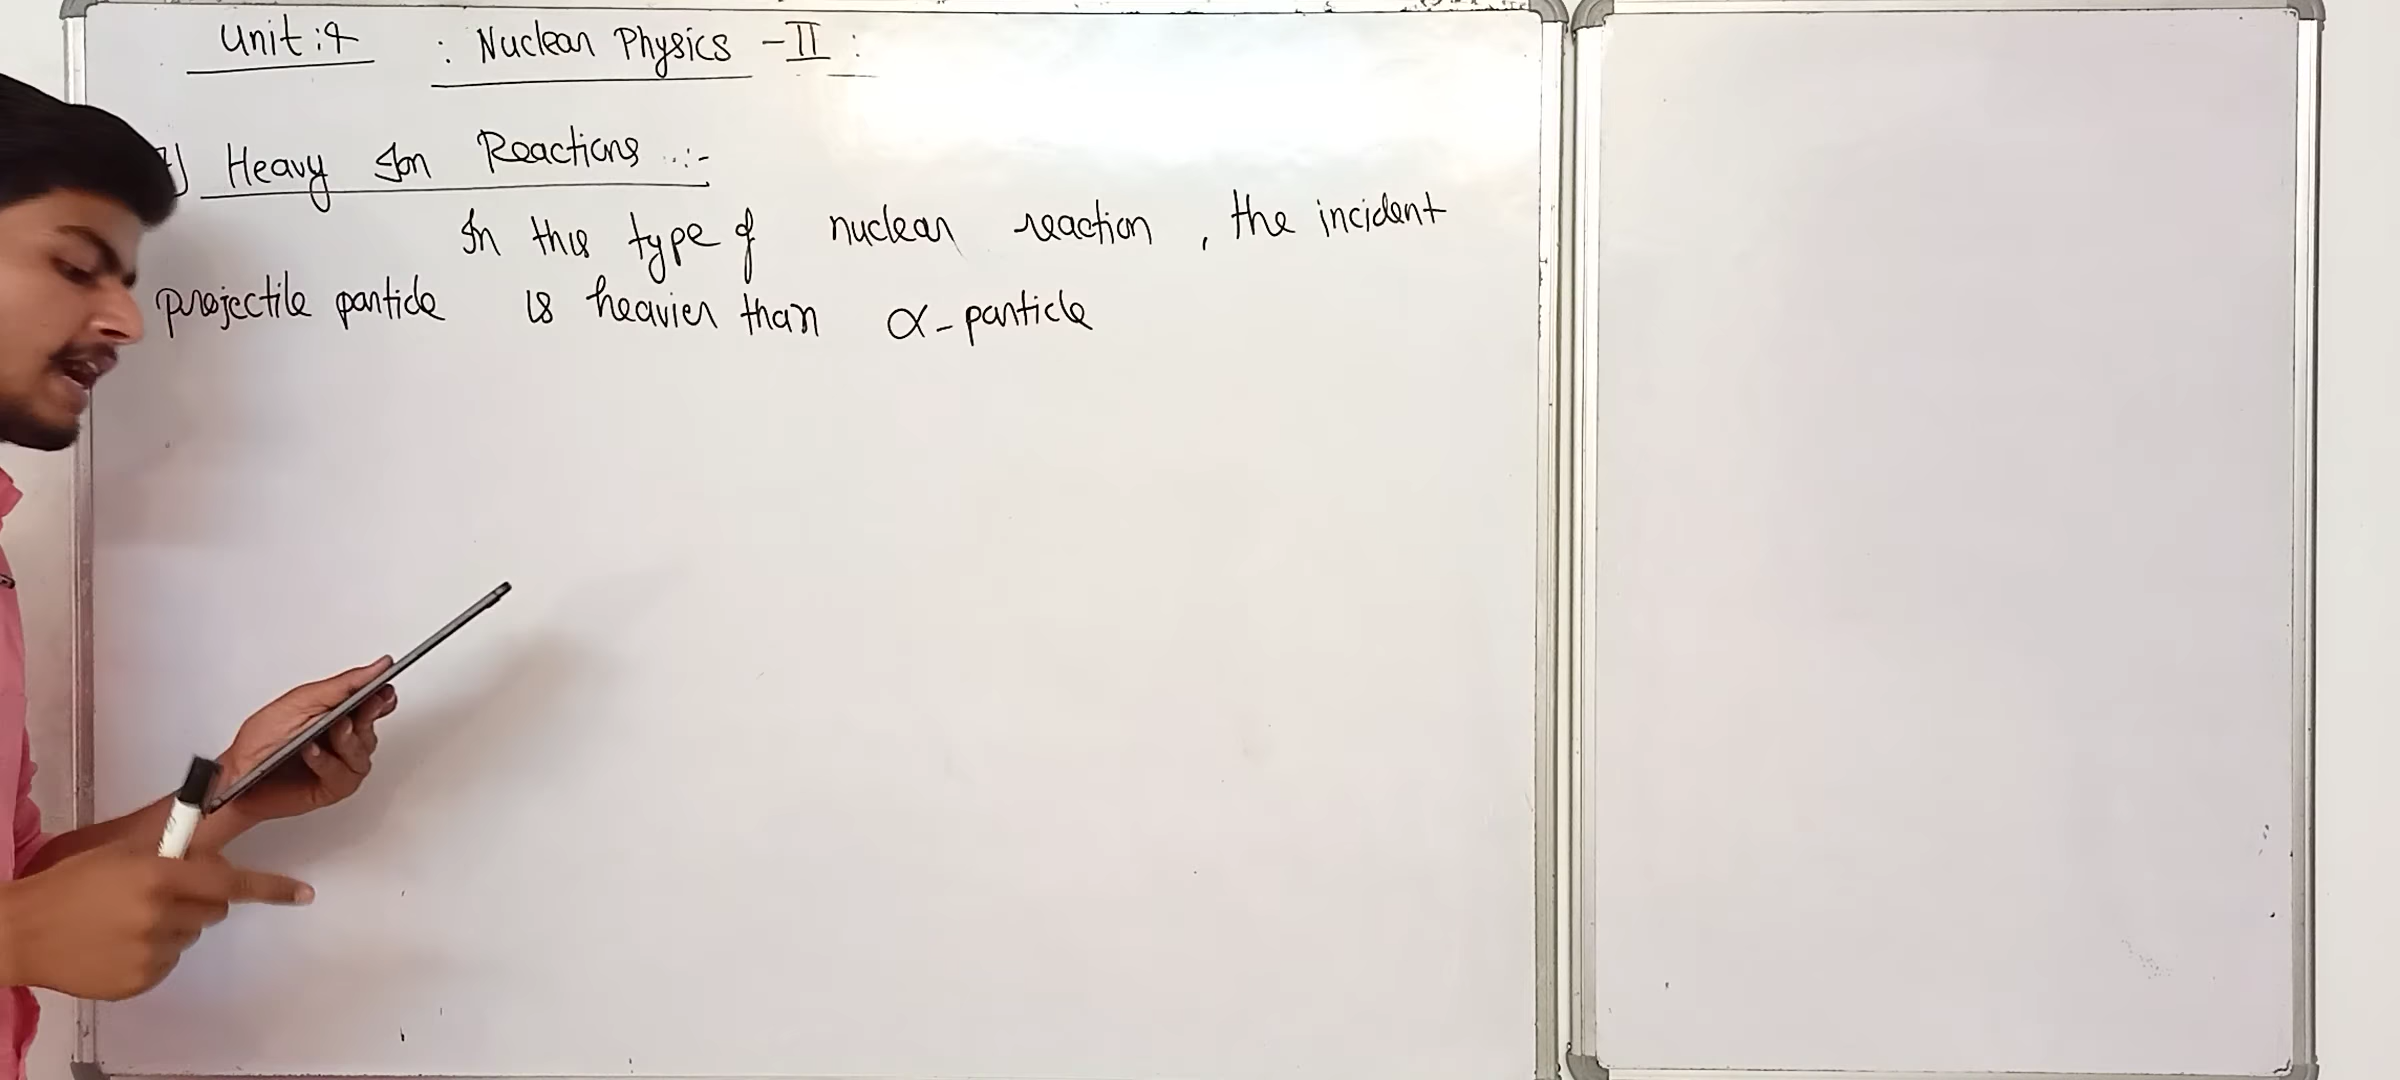 Unit:4 : Nuclear Physics - II :
7) Heavy Ion Reactions :-
In this type of nuclear reaction, the incident
projectile particle is heavier than α-particle